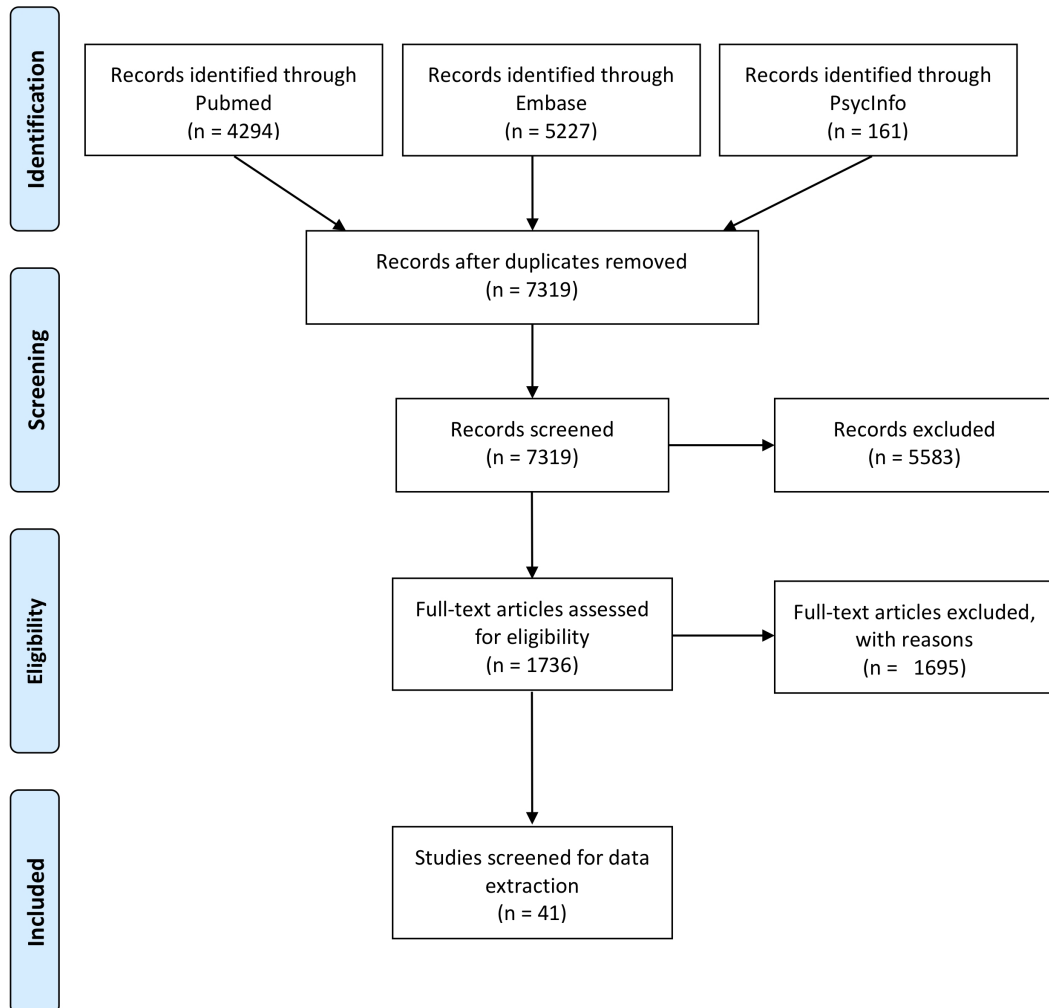 Identification
Records identified through
Pubmed
(n = 4294)
Records identified through
Embase
(n = 5227)
Records identified through
PsycInfo
(n = 161)
Records after duplicates removed
(n = 7319)
Screening
Records screened
(n = 7319)
Records excluded
(n = 5583)
Eligibility
Full-text articles assessed
for eligibility
(n = 1736)
Full-text articles excluded,
with reasons
(n =   1695)
Included
Studies screened for data
extraction
(n = 41)